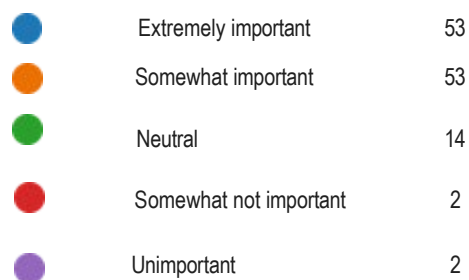 Extremely important 53
Somewhat important 53
Neutral 14
Somewhat not important 2
Unimportant 2